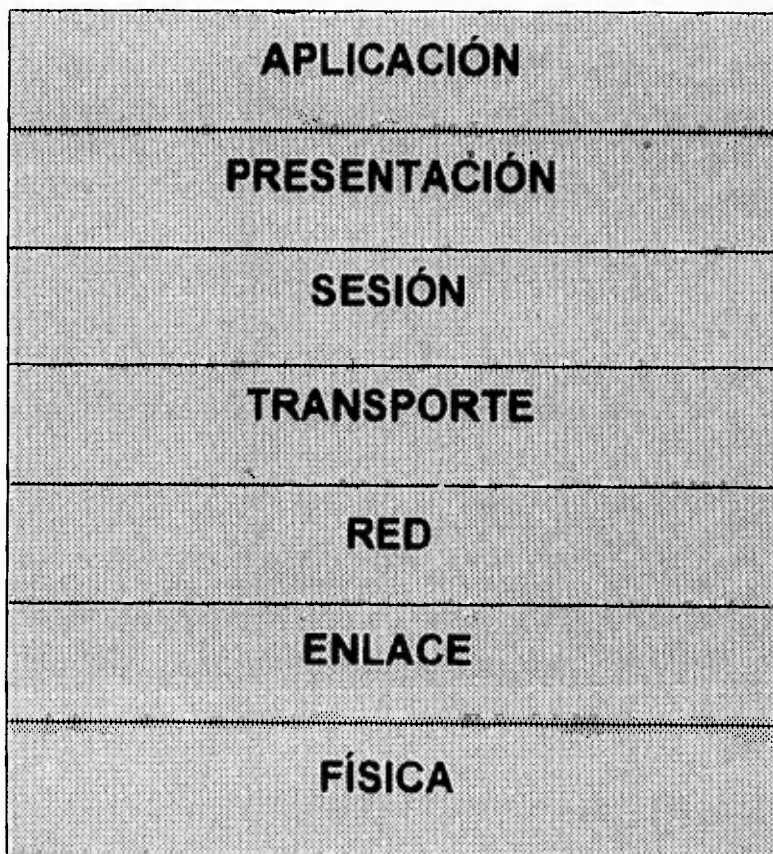 APLICACIÓN
PRESENTACIÓN
SESIÓN
TRANSPORTE
RED
ENLACE
FÍSICA